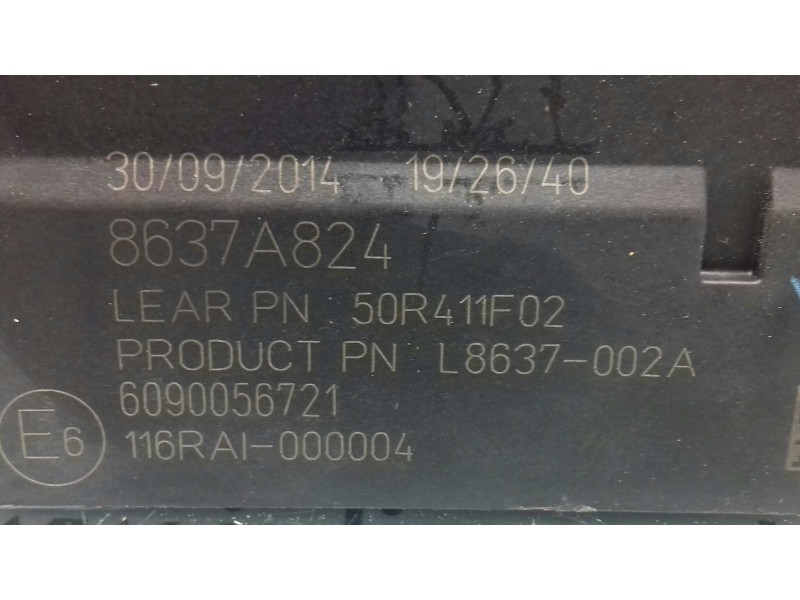 30/09/2014 19/26/40
8637A824
LEAR PN 50R411F02
PRODUCT PN L8637-002A
6090056721
E6 116RAI-000004